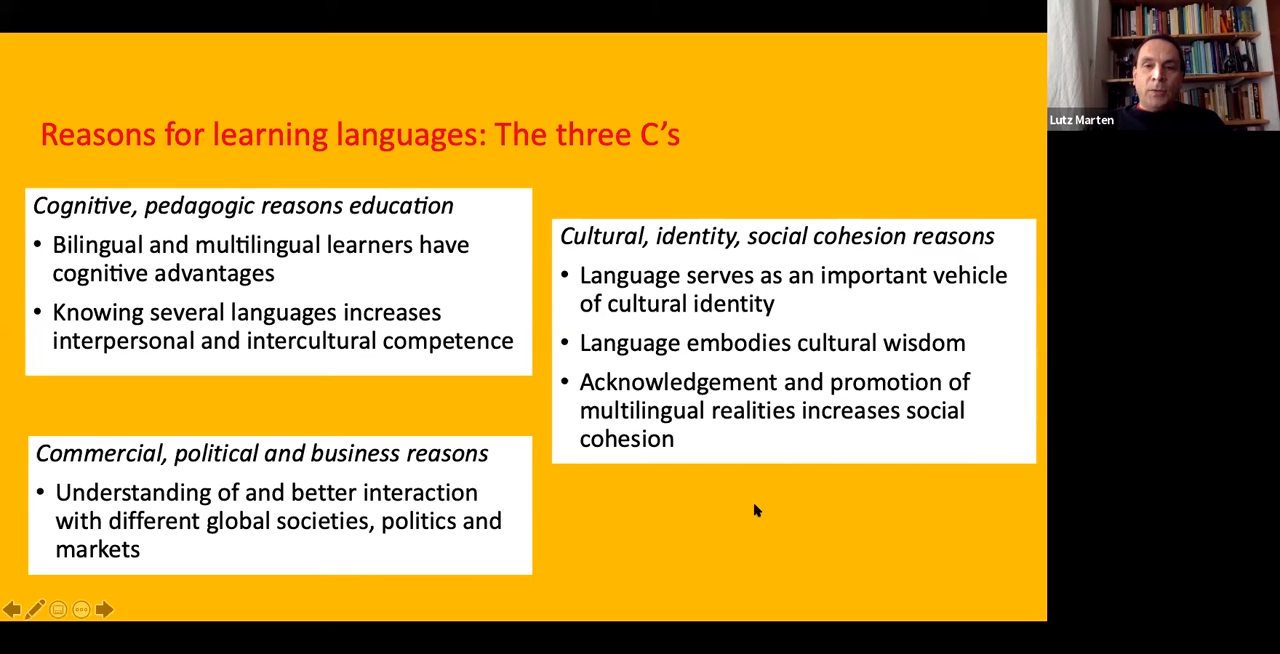 Reasons for learning languages: The three C's
Cognitive, pedagogic reasons education
• Bilingual and multilingual learners have
cognitive advantages
• Knowing several languages increases
interpersonal and intercultural competence
Commercial, political and business reasons
• Understanding of and better interaction
with different global societies, politics and
markets
Cultural, identity, social cohesion reasons
• Language serves as an important vehicle
of cultural identity
• Language embodies cultural wisdom
• Acknowledgement and promotion of
multilingual realities increases social
cohesion
Lutz Marten